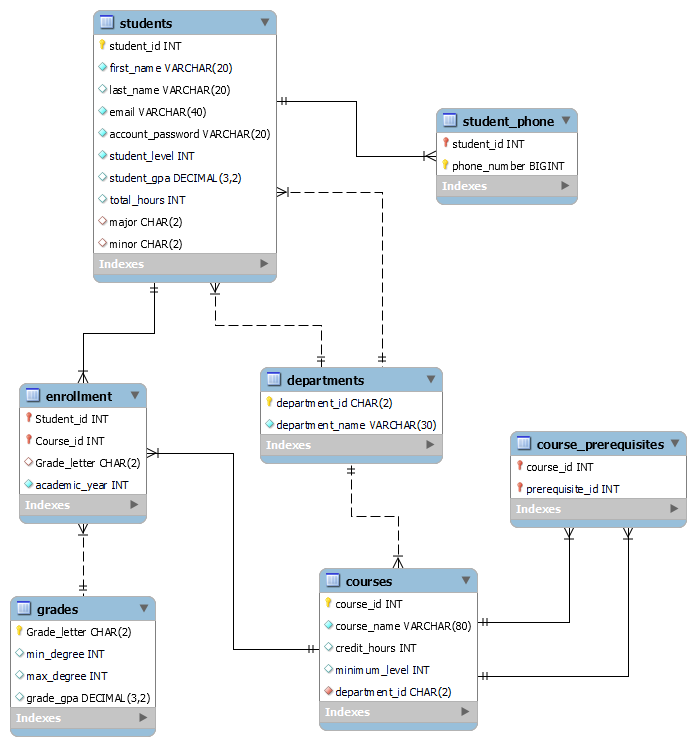 students
student_id INT
first_name VARCHAR(20)
last_name VARCHAR(20)
email VARCHAR(40)
account_password VARCHAR(20)
student_level INT
student_gpa DECIMAL(3,2)
total_hours INT
major CHAR(2)
minor CHAR(2)
Indexes
student_phone
student_id INT
phone_number BIGINT
Indexes
departments
department_id CHAR(2)
department_name VARCHAR(30)
Indexes
enrollment
Student_id INT
Course_id INT
Grade_letter CHAR(2)
academic_year INT
Indexes
course_prerequisites
course_id INT
prerequisite_id INT
Indexes
courses
course_id INT
course_name VARCHAR(80)
credit_hours INT
minimum_level INT
department_id CHAR(2)
Indexes
grades
Grade_letter CHAR(2)
min_degree INT
max_degree INT
grade_gpa DECIMAL(3,2)
Indexes